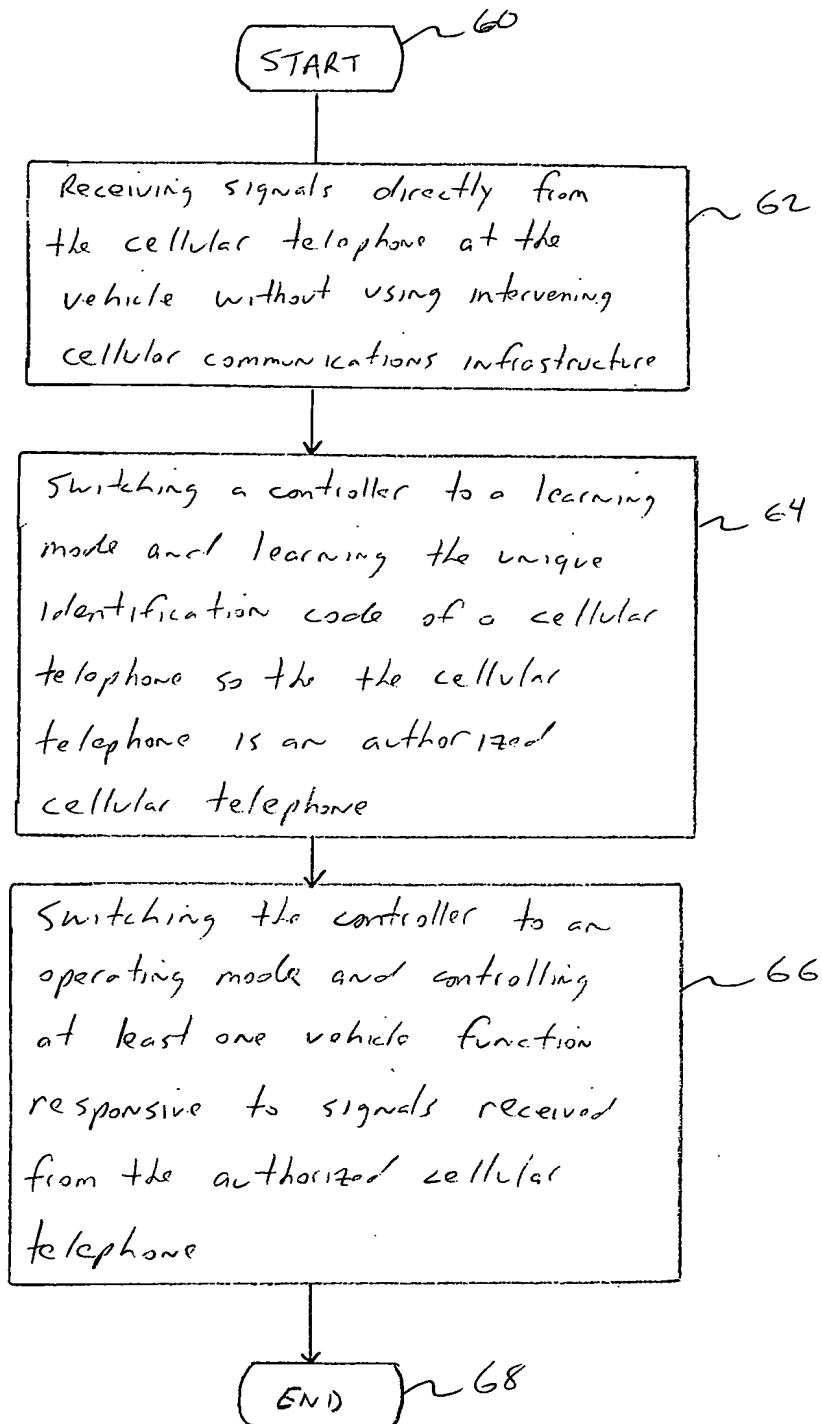 START
60
Receiving signals directly from
the cellular telephone at the
vehicle without using intervening
cellular communications infrastructure
62
Switching a controller to a learning
mode and learning the unique
identification code of a cellular
telephone so the the cellular
telephone is an authorized
cellular telephone
64
Switching the controller to an
operating mode and controlling
at least one vehicle function
responsive to signals received
from the authorized cellular
telephone
66
END
68